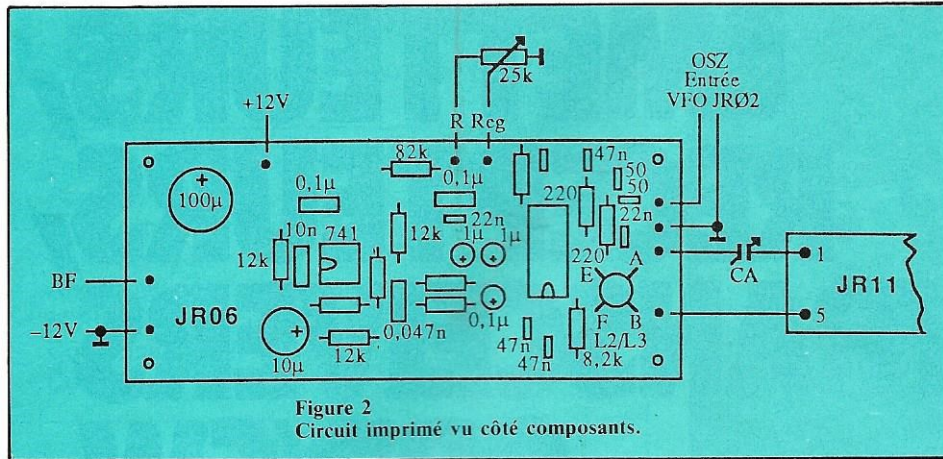 OSZ
Entrée
VFO JRØ2
25k
+12V
R Reg
82k
47n
0,1µ
50
50
220
0,1µ
100µ
22n
22n
10n
741
12k
1µ
1µ
12k
220
E
A
CA
1
BF
JR11
JR06
F
B
5
-12V
0,047n
0,1µ
L2/L3
10µ
12k
47n
47n
8,2k
Figure 2
Circuit imprimé vu côté composants.